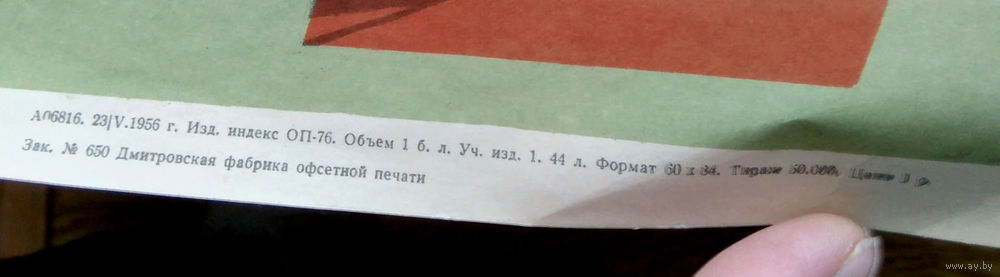 А06816. 23/V.1956 г. Изд. индекс ОП-76. Объем 1 б. л. Уч. изд. 1. 44 л. Формат 60 х 84. Тираж 50.000. Цена
Зак. № 650 Дмитровская фабрика офсетной печати
www.ay.by